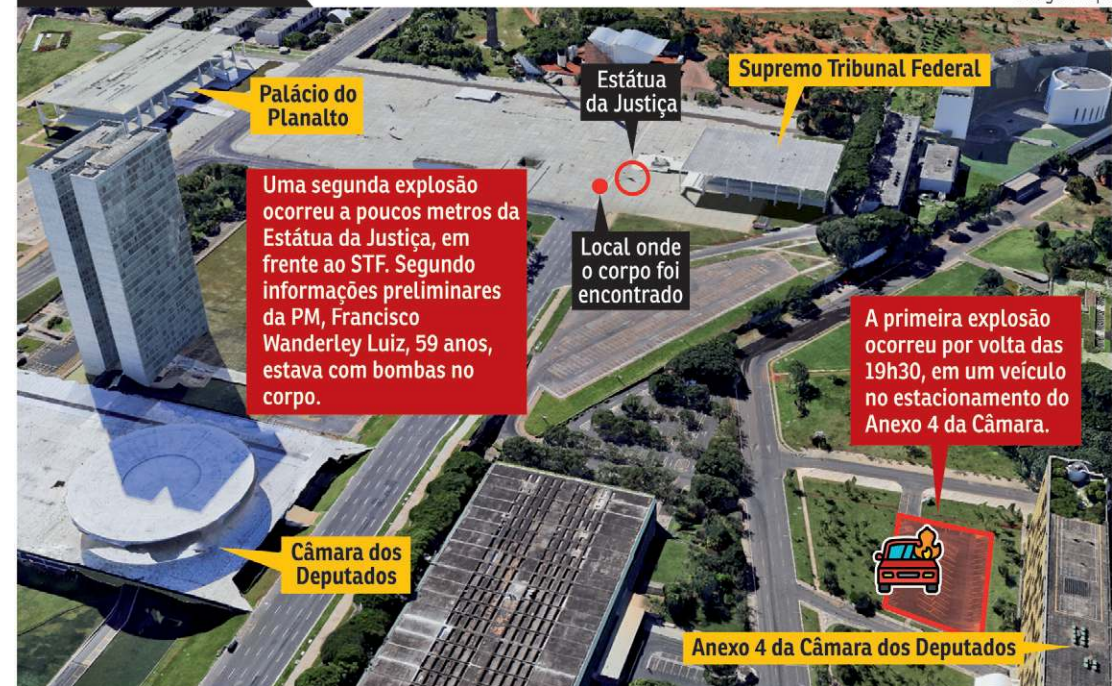 Palácio do
Planalto
Estátua
da Justiça
Supremo Tribunal Federal
Uma segunda explosão
ocorreu a poucos metros da
Estátua da Justiça, em
frente ao STF. Segundo
informações preliminares
da PM, Francisco
Wanderley Luiz, 59 anos,
estava com bombas no
corpo.
Local onde
o corpo foi
encontrado
A primeira explosão
ocorreu por volta das
19h30, em um veículo
no estacionamento do
Anexo 4 da Câmara.
Câmara dos
Deputados
Anexo 4 da Câmara dos Deputados